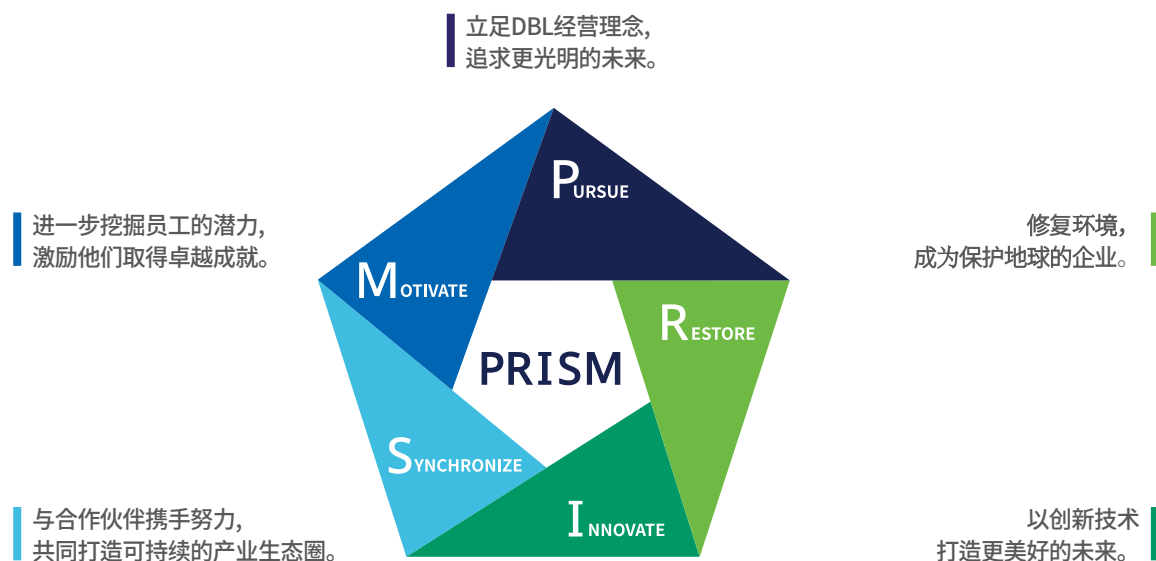 立足DBL经营理念,
追求更光明的未来。
PURSUE
进一步挖掘员工的潜力,
激励他们取得卓越成就。
修复环境,
成为保护地球的企业。
MOTIVATE
RESTORE
PRISM
SYNCHRONIZE
INNOVATE
与合作伙伴携手努力,
共同打造可持续的产业生态圈。
以创新技术
打造更美好的未来。